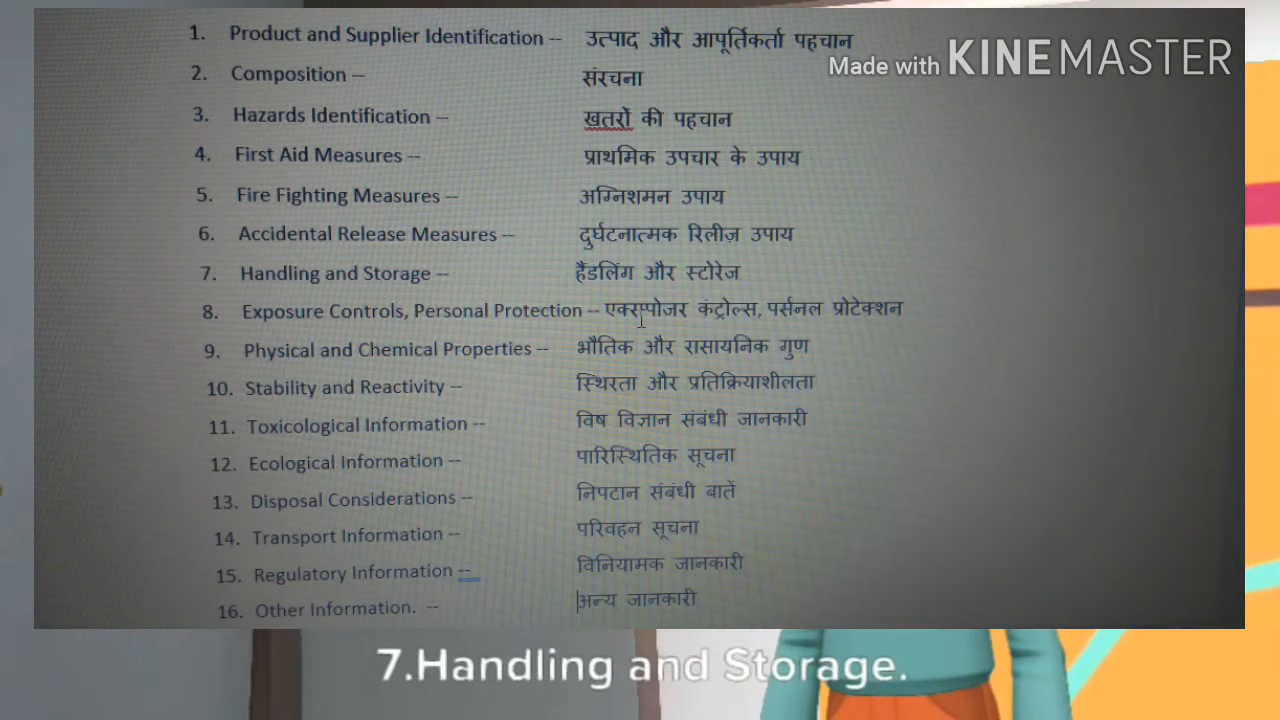 1. Product and Supplier Identification -- उत्पाद और आपूर्तिकर्ता पहचान
Made with KINEMASTER
2. Composition – संरचना
3. Hazards Identification – खतरों की पहचान
4. First Aid Measures -- प्राथमिक उपचार के उपाय
5. Fire Fighting Measures – अग्निशमन उपाय
6. Accidental Release Measures -- दुर्घटनात्मक रिलीज़ उपाय
7. Handling and Storage – हैंडलिंग और स्टोरेज
8. Exposure Controls, Personal Protection -- एक्सपोजर कंट्रोल्स, पर्सनल प्रोटेक्शन
9. Physical and Chemical Properties -- भौतिक और रासायनिक गुण
10. Stability and Reactivity -- स्थिरता और प्रतिक्रियाशीलता
11. Toxicological Information -- विष विज्ञान संबंधी जानकारी
12. Ecological Information -- पारिस्थितिक सूचना
13. Disposal Considerations -- निपटान संबंधी बातें
14. Transport Information -- परिवहन सूचना
15. Regulatory Information -- विनियामक जानकारी
16. Other Information. -- अन्य जानकारी
7.Handling and Storage.